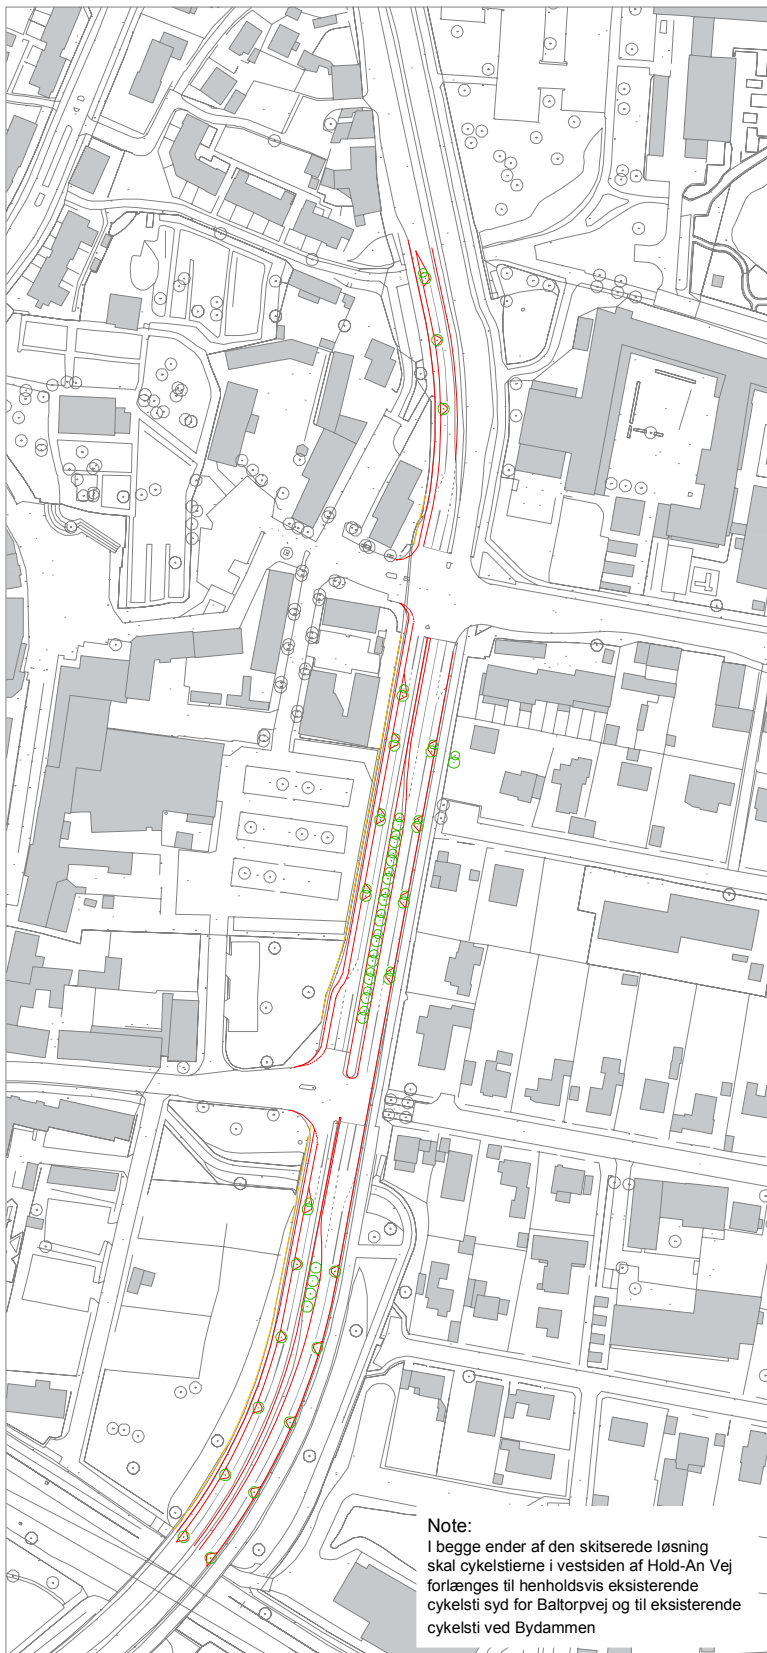 Note:
I begge ender af den skitserede løsning
skal cykelstierne i vestsiden af Hold-An Vej
forlænges til henholdsvis eksisterende
cykelsti syd for Baltorpvej og til eksisterende
cykelsti ved Bydammen